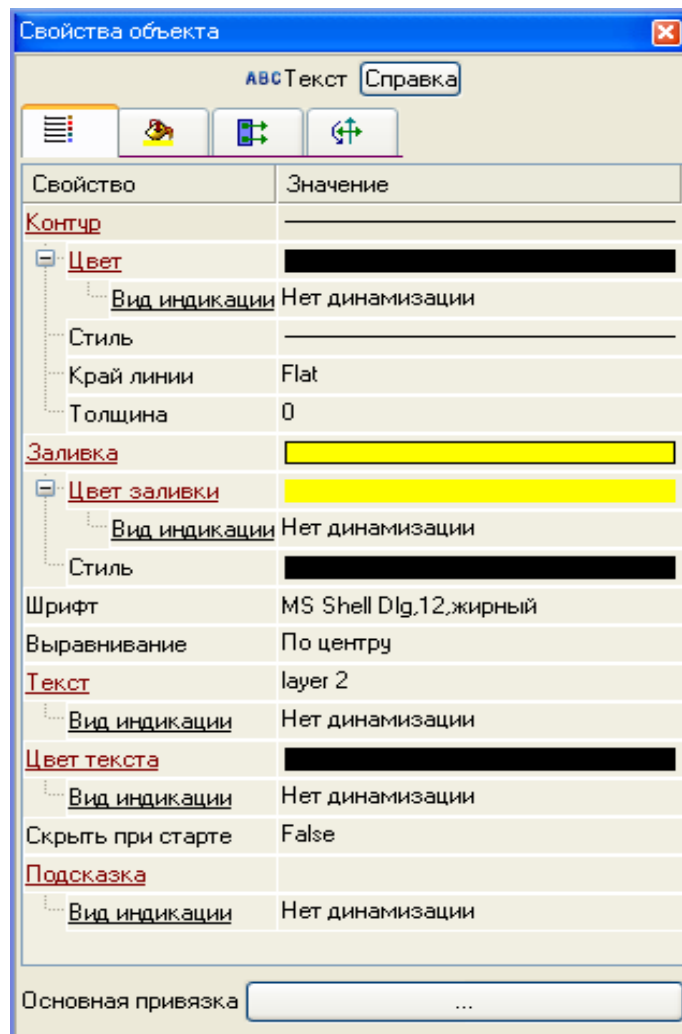 Свойства объекта
ABC Текст Справка
Свойство Значение
Контур
Цвет
Вид индикации Нет динамизации
Стиль
Край линии Flat
Толщина 0
Заливка
Цвет заливки
Вид индикации Нет динамизации
Стиль
Шрифт MS Shell Dlg,12,жирный
Выравнивание По центру
Текст layer 2
Вид индикации Нет динамизации
Цвет текста
Вид индикации Нет динамизации
Скрыть при старте False
Подсказка
Вид индикации Нет динамизации
Основная привязка ...